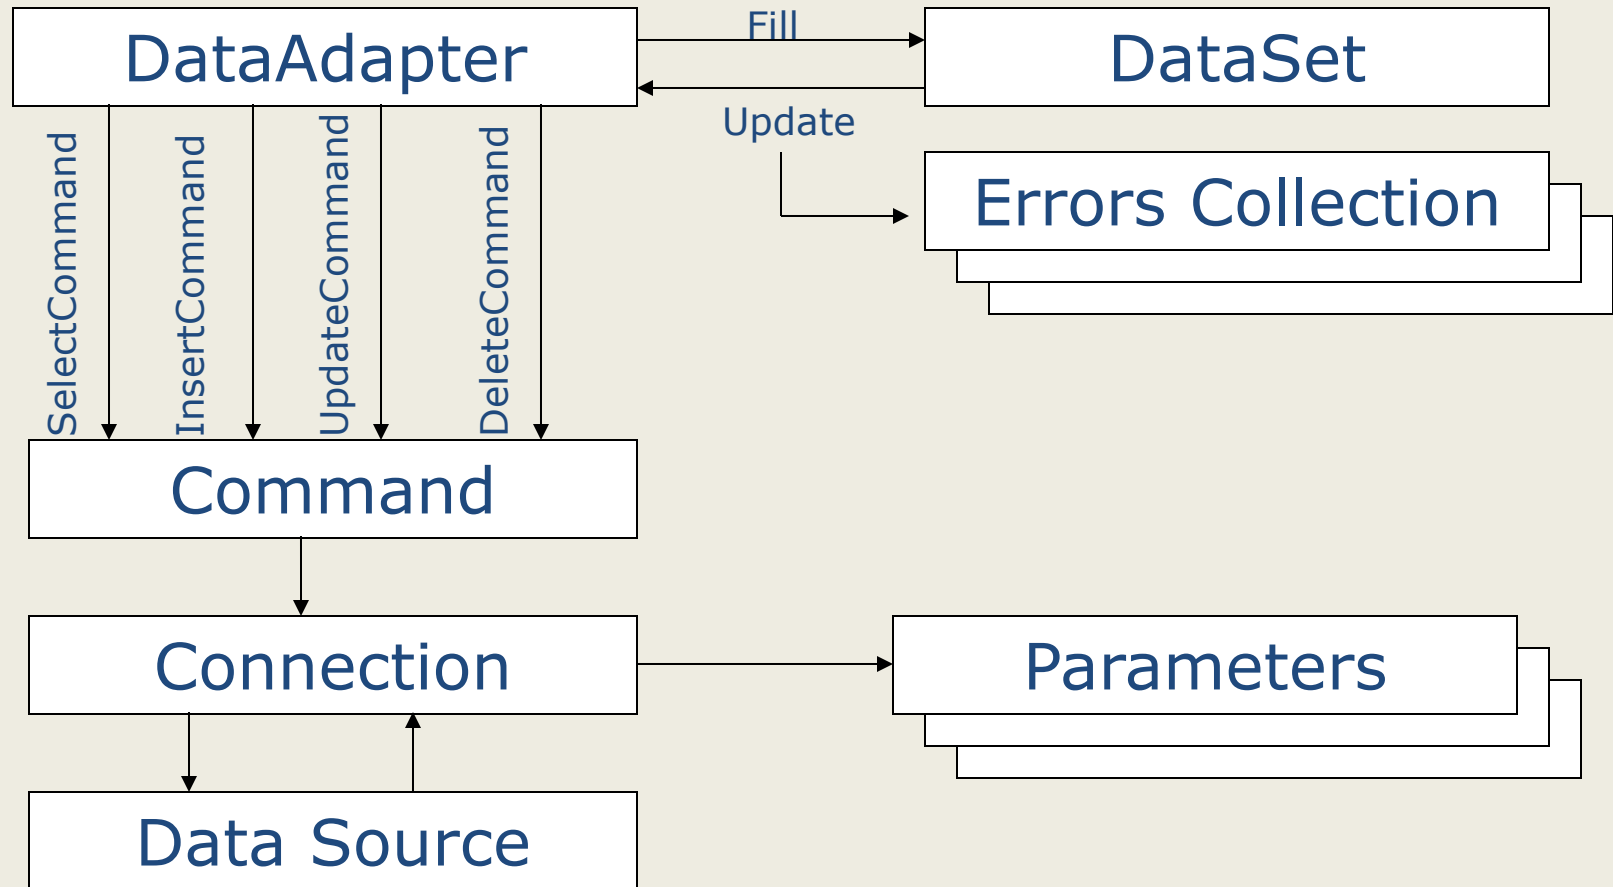 DataAdapter
Fill
DataSet
Update
Errors Collection
SelectCommand
InsertCommand
UpdateCommand
DeleteCommand
Command
Connection
Parameters
Data Source